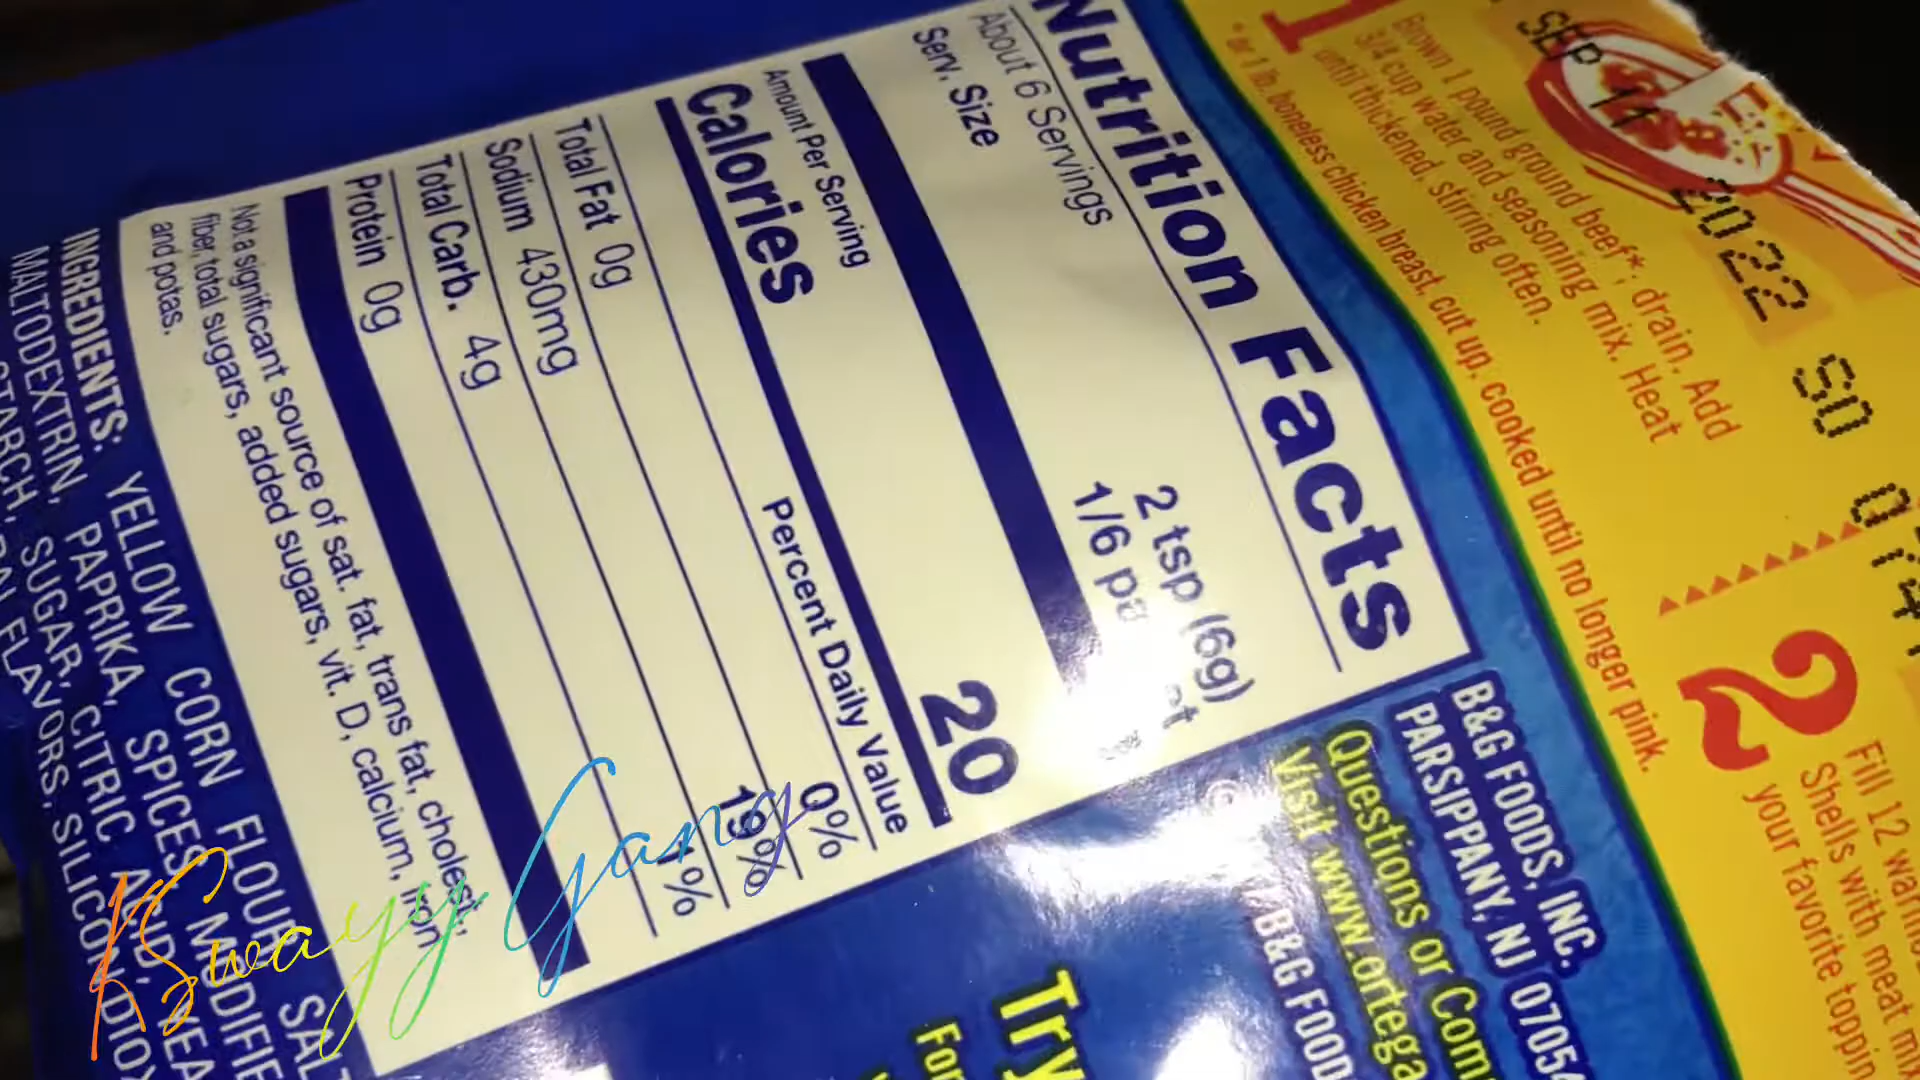 Nutrition Facts
About 6 Servings
Serv. Size 2 tsp (6g)
1/6
Amount Per Serving
Calories 20
Percent Daily Value
Total Fat 0g 0%
Sodium 430mg 19%
Total Carb. 4g 1%
Protein 0g
Not a significant source of sat. fat, trans fat, cholest.,
fiber, total sugars, added sugars, vit. D, calcium, iron
and potas.
INGREDIENTS: YELLOW CORN FLOUR, SALT,
MALTODEXTRIN, PAPRIKA, SPICES, MODIFIE
STARCH, SUGAR, CITRIC ACID, YEA
FLAVORS, SILICON DIOX
1
Brown 1 pound ground beef*; drain. Add
3/4 cup water and seasoning mix. Heat
until thickened, stirring often.
* or 1 lb. boneless chicken breast, cut up, cooked until no longer pink.
SEP 11 2022 SO
2
Fill 12
Shells with meat
your favorite toppin
B&G FOODS, INC.
PARSIPPANY, NJ 07054
Questions or Com
Visit www.ortega
B&G FOOD
Try
For
KSwayy Gang